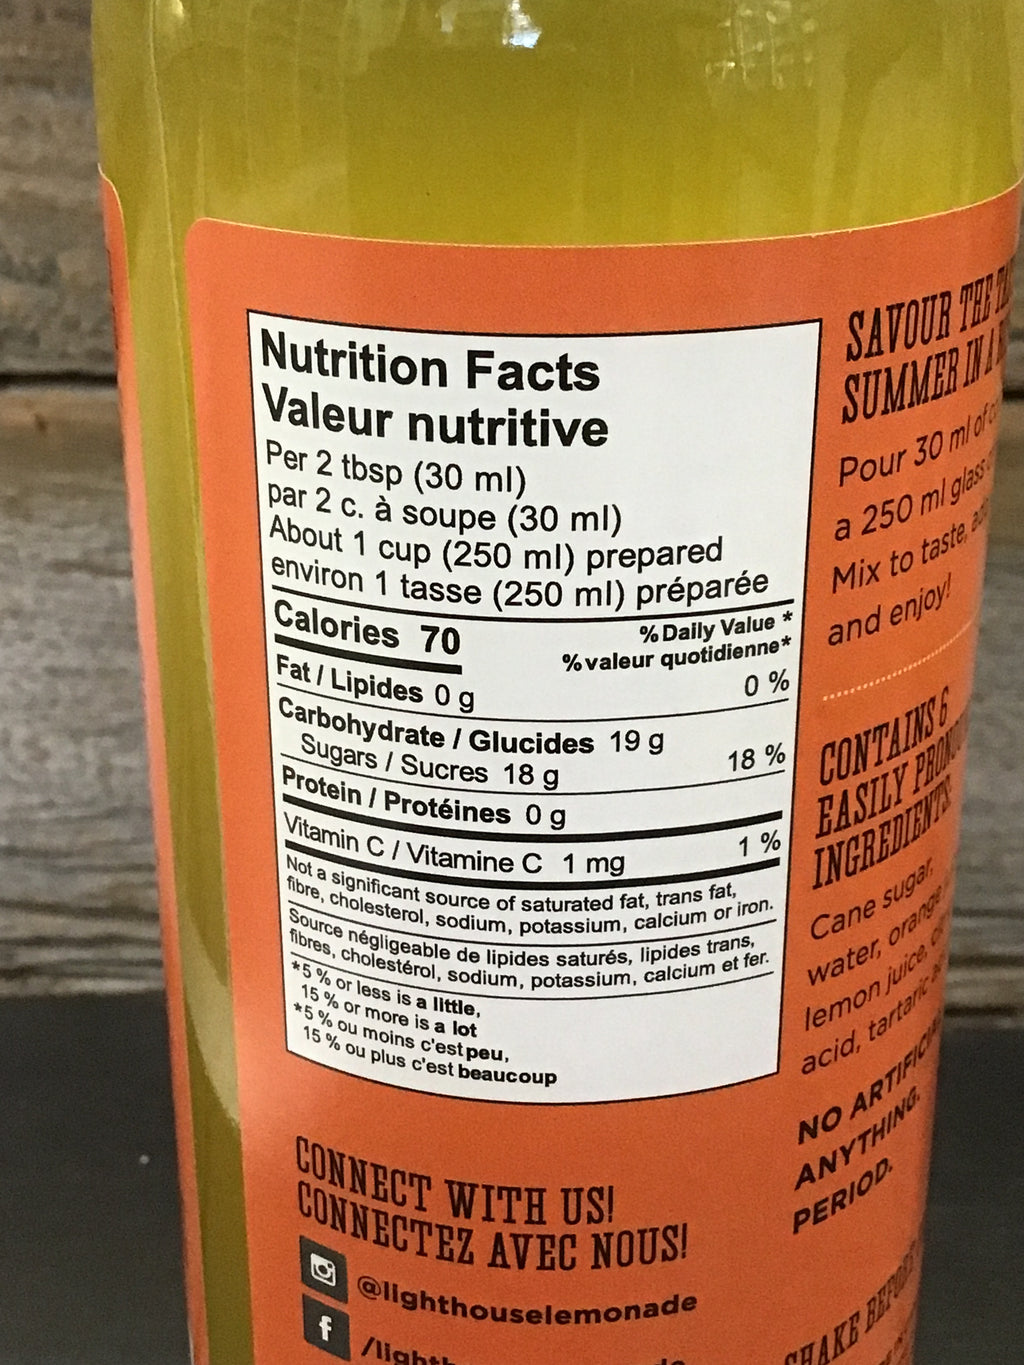 Nutrition Facts
Valeur nutritive
Per 2 tbsp (30 ml)
par 2 c. à soupe (30 ml)
About 1 cup (250 ml) prepared
environ 1 tasse (250 ml) préparée
Calories 70
% Daily Value *
% valeur quotidienne*
Fat / Lipides 0 g 0 %
Carbohydrate / Glucides 19 g
Sugars / Sucres 18 g 18 %
Protein / Protéines 0 g
Vitamin C / Vitamine C 1 mg 1 %
Not a significant source of saturated fat, trans fat,
fibre, cholesterol, sodium, potassium, calcium or iron.
Source négligeable de lipides saturés, lipides trans,
fibres, cholestérol, sodium, potassium, calcium et fer.
*5 % or less is a little,
15 % or more is a lot
*5 % ou moins c'est peu,
15 % ou plus c'est beaucoup
CONNECT WITH US!
CONNECTEZ AVEC NOUS!
@lighthouselemonade
SAVOUR THE
SUMMER IN A
Pour 30 ml of
a 250 ml glass
Mix to taste,
and enjoy!
CONTAINS 6
EASILY
INGREDIENTS
Cane sugar,
water, orange
lemon juice,
acid, tartaric
NO
ANYTHING.
PERIOD.
SHAKE